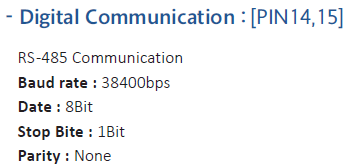 - Digital Communication : [PIN14,15]
RS-485 Communication
Baud rate : 38400bps
Date : 8Bit
Stop Bite : 1Bit
Parity : None